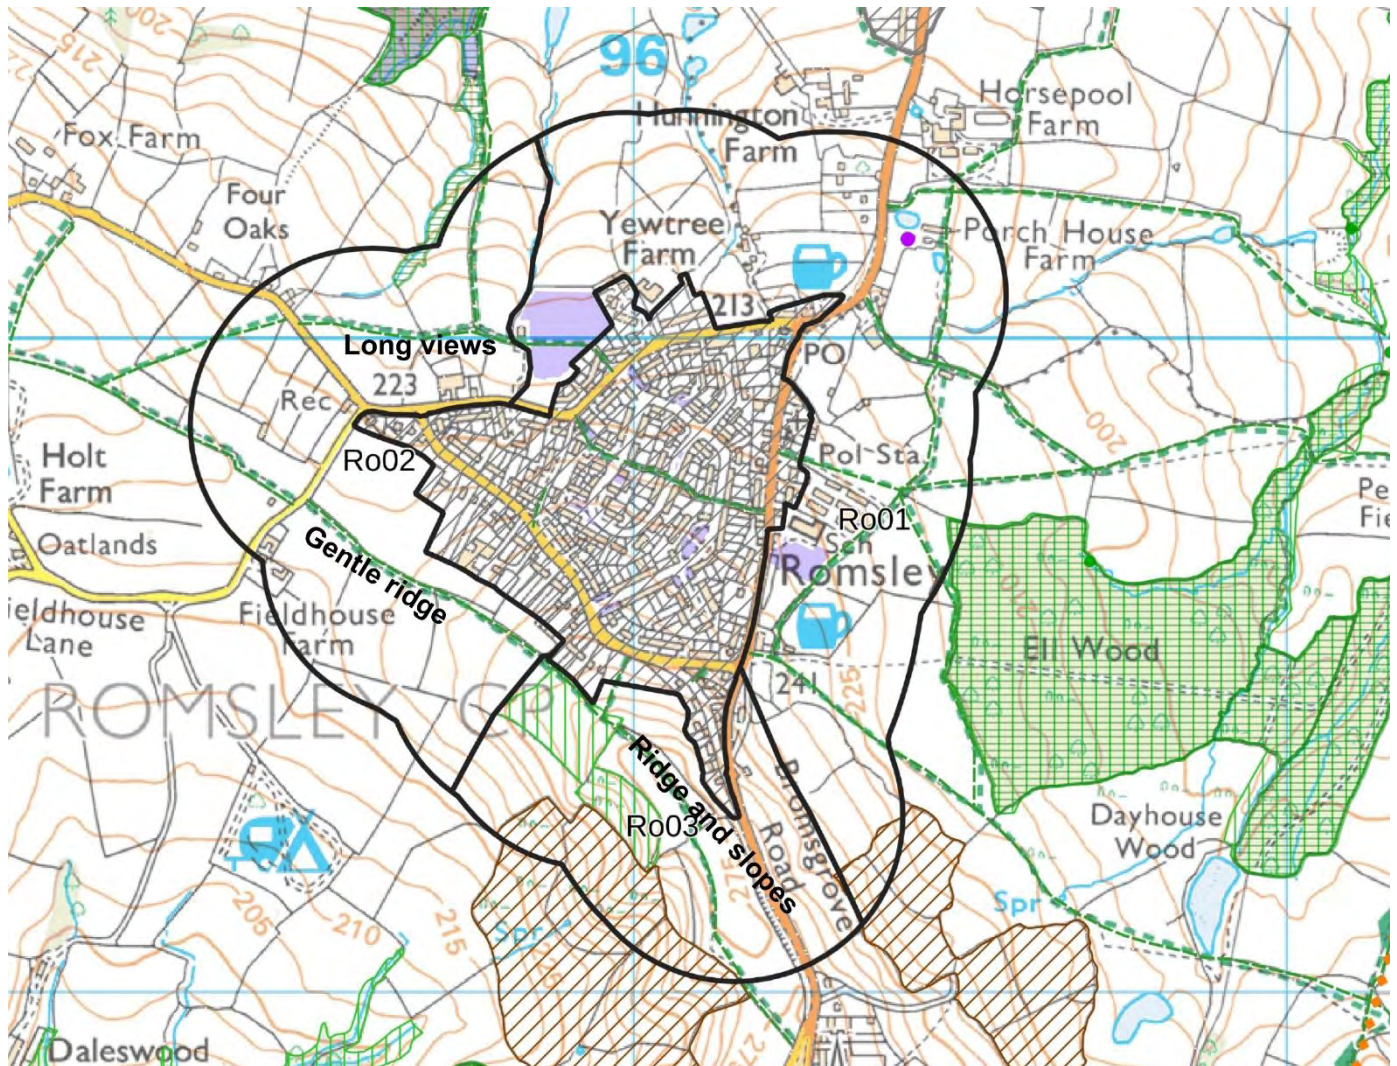 200
215
96
Hunnington
Farm
Horsepool
Farm
Fox Farm
Four
Oaks
Yewtree
Farm
Porch House
Farm
213
Long views
223
PO
Rec
200
Ro02
Pol Sta
Holt
Farm
Ro01
Sch
Oatlands
Gentle ridge
Romsley
ieldhouse
Lane
Fieldhouse
Farm
Ell Wood
210
241
225
ROMSLEY CP
Ridge and slopes
Bromsgrove
Road
Ro03
Dayhouse
Wood
275
205
210
215
Spr
225
Spr
Daleswood